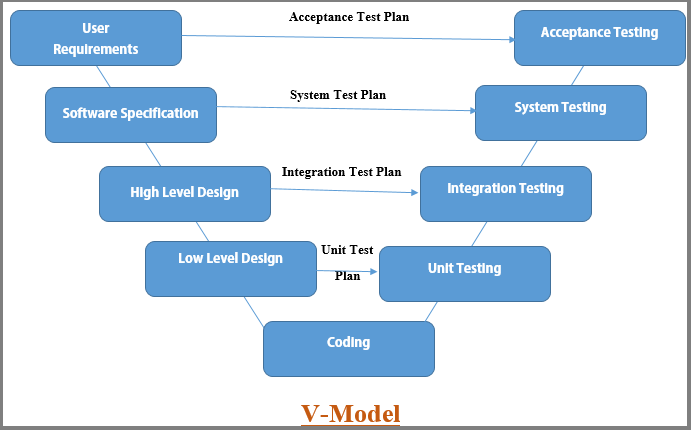 User
Requirements
Acceptance Test Plan
Acceptance Testing
Software Specification
System Test Plan
System Testing
High Level Design
Integration Test Plan
Integration Testing
Low Level Design
Unit Test
Plan
Unit Testing
Coding
V-Model